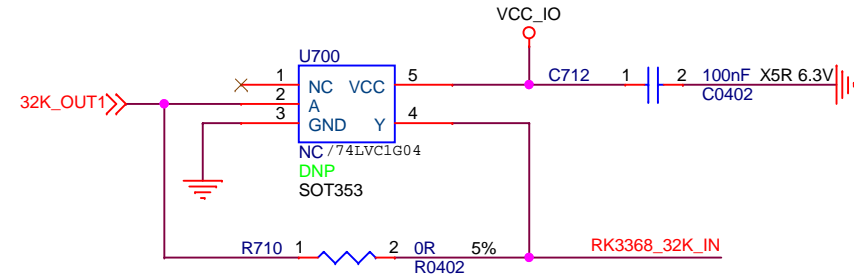 VCC_IO
U700
1 NC VCC 5
C712 1 2 100nF X5R 6.3V
C0402
32K_OUT1
2 A
3 GND Y 4
NC/74LVC1G04
DNP
SOT353
R710 1 2 0R 5%
R0402
RK3368_32K_IN